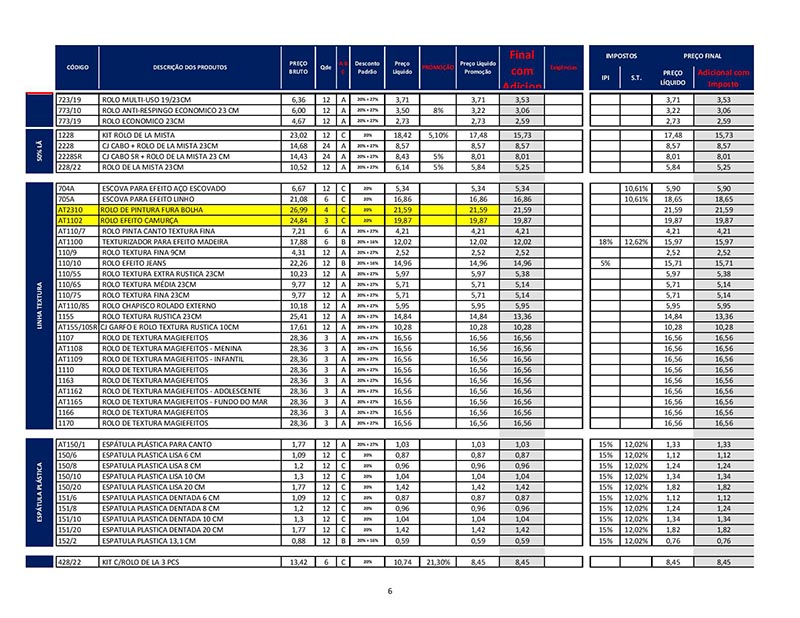 CÓDIGO DESCRIÇÃO DOS PRODUTOS PREÇO BRUTO Qde Desconto Padrão Preço Líquido PROMOÇÃO Preço Líquido Promoção Final com Adicion IMPOSTOS IPI S.T. PREÇO FINAL PREÇO LÍQUIDO Adicional com Imposto
723/19 ROLO MULTI-USO 19/23CM 6,36 12 A 20% + 27% 3,71 3,71 3,53 3,71 3,53
773/10 ROLO ANTI-RESPINGO ECONOMICO 23 CM 6,00 12 A 20% + 27% 3,50 8% 3,22 3,06 3,22 3,06
773/19 ROLO ECONOMICO 23CM 4,67 12 A 20% + 27% 2,73 2,73 2,59 2,73 2,59
50% LÃ
1228 KIT ROLO DE LA MISTA 23,02 12 C 20% 18,42 5,10% 17,48 15,73 17,48 15,73
2228 CJ CABO + ROLO DE LA MISTA 23CM 14,68 24 A 20% + 27% 8,57 8,57 8,57 8,57 8,57
2228SR CJ CABO SR + ROLO DE LA MISTA 23 CM 14,43 24 A 20% + 27% 8,43 5% 8,01 8,01 8,01 8,01
228/22 ROLO DE LA MISTA 23CM 10,52 12 A 20% + 27% 6,14 5% 5,84 5,25 5,84 5,25
LINHA TEXTURA
704A ESCOVA PARA EFEITO AÇO ESCOVADO 6,67 12 C 20% 5,34 5,34 5,34 10,61% 5,90 5,90
705A ESCOVA PARA EFEITO LINHO 21,08 6 C 20% 16,86 16,86 16,86 10,61% 18,65 18,65
AT2310 ROLO DE PINTURA FURA BOLHA 26,99 4 C 20% 21,59 21,59 21,59 21,59 21,59
AT1102 ROLO EFEITO CAMURÇA 24,84 3 C 20% 19,87 19,87 19,87 19,87 19,87
AT110/7 ROLO PINTA CANTO TEXTURA FINA 7,21 6 A 20% + 27% 4,21 4,21 4,21 4,21 4,21
AT1100 TEXTURIZADOR PARA EFEITO MADEIRA 17,88 6 B 20% + 16% 12,02 12,02 12,02 18% 12,62% 15,97 15,97
110/9 ROLO TEXTURA FINA 9CM 4,31 12 A 20% + 27% 2,52 2,52 2,52 2,52 2,52
110/10 ROLO EFEITO JEANS 22,26 12 B 20% + 16% 14,96 14,96 14,96 5% 15,71 15,71
110/55 ROLO TEXTURA EXTRA RUSTICA 23CM 10,23 12 A 20% + 27% 5,97 5,97 5,38 5,97 5,38
110/65 ROLO TEXTURA MÉDIA 23CM 9,77 12 A 20% + 27% 5,71 5,71 5,14 5,71 5,14
110/75 ROLO TEXTURA FINA 23CM 9,77 12 A 20% + 27% 5,71 5,71 5,14 5,71 5,14
AT110/85 ROLO CHAPISCO ROLADO EXTERNO 10,18 12 A 20% + 27% 5,95 5,95 5,95 5,95 5,95
1155 ROLO TEXTURA RUSTICA 23CM 25,41 12 A 20% + 27% 14,84 14,84 13,36 14,84 13,36
AT155/10SR CJ GARFO E ROLO TEXTURA RUSTICA 10CM 17,61 12 A 20% + 27% 10,28 10,28 10,28 10,28 10,28
1107 ROLO DE TEXTURA MAGIEFEITOS 28,36 3 A 20% + 27% 16,56 16,56 16,56 16,56 16,56
AT1108 ROLO DE TEXTURA MAGIEFEITOS - MENINA 28,36 3 A 20% + 27% 16,56 16,56 16,56 16,56 16,56
AT1109 ROLO DE TEXTURA MAGIEFEITOS - INFANTIL 28,36 3 A 20% + 27% 16,56 16,56 16,56 16,56 16,56
1110 ROLO DE TEXTURA MAGIEFEITOS 28,36 3 A 20% + 27% 16,56 16,56 16,56 16,56 16,56
1163 ROLO DE TEXTURA MAGIEFEITOS 28,36 3 A 20% + 27% 16,56 16,56 16,56 16,56 16,56
AT1162 ROLO DE TEXTURA MAGIEFEITOS - ADOLESCENTE 28,36 3 A 20% + 27% 16,56 16,56 16,56 16,56 16,56
AT1165 ROLO DE TEXTURA MAGIEFEITOS - FUNDO DO MAR 28,36 3 A 20% + 27% 16,56 16,56 16,56 16,56 16,56
1166 ROLO DE TEXTURA MAGIEFEITOS 28,36 3 A 20% + 27% 16,56 16,56 16,56 16,56 16,56
1170 ROLO DE TEXTURA MAGIEFEITOS 28,36 3 A 20% + 27% 16,56 16,56 16,56 16,56 16,56
ESPÁTULA PLÁSTICA
AT150/1 ESPÁTULA PLÁSTICA PARA CANTO 1,77 12 A 20% + 27% 1,03 1,03 1,03 15% 12,02% 1,33 1,33
150/6 ESPATULA PLASTICA LISA 6 CM 1,09 12 C 20% 0,87 0,87 0,87 15% 12,02% 1,12 1,12
150/8 ESPATULA PLASTICA LISA 8 CM 1,2 12 C 20% 0,96 0,96 0,96 15% 12,02% 1,24 1,24
150/10 ESPATULA PLASTICA LISA 10 CM 1,3 12 C 20% 1,04 1,04 1,04 15% 12,02% 1,34 1,34
150/20 ESPATULA PLASTICA LISA 20 CM 1,77 12 C 20% 1,42 1,42 1,42 15% 12,02% 1,82 1,82
151/6 ESPATULA PLASTICA DENTADA 6 CM 1,09 12 C 20% 0,87 0,87 0,87 15% 12,02% 1,12 1,12
151/8 ESPATULA PLASTICA DENTADA 8 CM 1,2 12 C 20% 0,96 0,96 0,96 15% 12,02% 1,24 1,24
151/10 ESPATULA PLASTICA DENTADA 10 CM 1,3 12 C 20% 1,04 1,04 1,04 15% 12,02% 1,34 1,34
151/20 ESPATULA PLASTICA DENTADA 20 CM 1,77 12 C 20% 1,42 1,42 1,42 15% 12,02% 1,82 1,82
152/2 ESPATULA PLASTICA 13,1 CM 0,88 12 B 20% + 16% 0,59 0,59 0,59 15% 12,02% 0,76 0,76
428/22 KIT C/ROLO DE LA 3 PCS 13,42 6 C 20% 10,74 21,30% 8,45 8,45 8,45 8,45
6